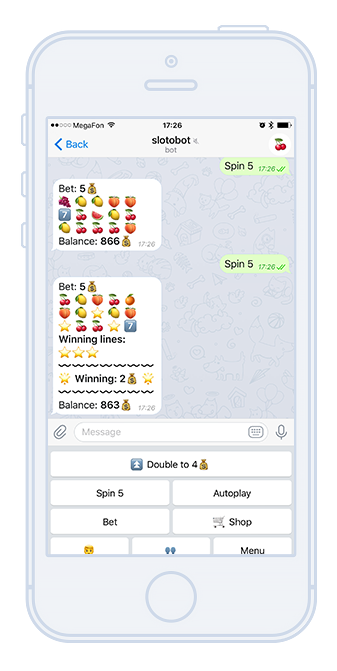 MegaFon 17:26
Back slotobot
bot
Spin 5 17:26
Bet: 5💰
🍇🍒🍋🍑🍑
7️⃣🍒🍉🍒🍋
🍋🍑🍒🍒🍑
Balance: 866💰 17:26
Spin 5 17:26
Bet: 5💰
🍒🍋🍑🍒🍊
🍑🍋⭐🍋🍑
⭐🍒🍒⭐7️⃣
Winning lines:
⭐⭐⭐
〰〰〰〰〰〰〰
🌟 Winning: 2💰 🌟
〰〰〰〰〰〰〰
Balance: 863💰 17:26
Message
⏫ Double to 4💰
Spin 5 Autoplay
Bet 🛒 Shop
Menu